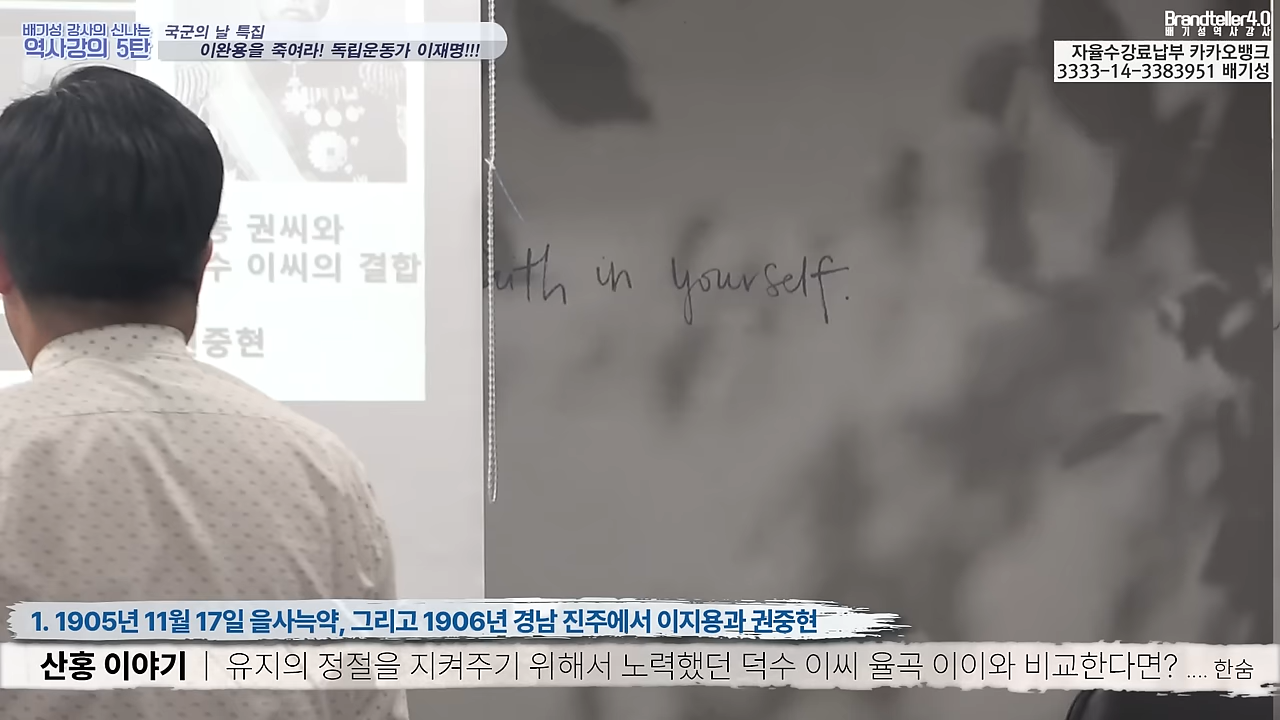 배기성 강사의 신나는
역사강의 5탄
국군의 날 특집
이완용을 죽여라! 독립운동가 이재명!!!
Brandteller4.0
배기성역사강사
자율수강료납부 카카오뱅크
3333-14-3383951 배기성
권씨와
이씨의 결합
중현
in yourself.
1. 1905년 11월 17일 을사늑약, 그리고 1906년 경남 진주에서 이지용과 권중현
산홍 이야기 | 유지의 정절을 지켜주기 위해서 노력했던 덕수 이씨 율곡 이이와 비교한다면? .... 한숨